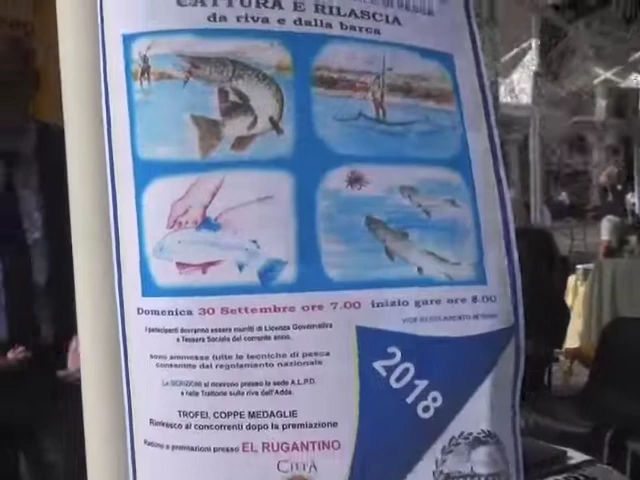 CATTURA E RILASCIA
da riva e dalla barca
Domenica 30 Settembre ore 7.00 inizio gare ore 8.00
I partecipanti dovranno essere muniti di Licenza Governativa
e Tessera Sociale del corrente anno.
sono ammesse tutte le tecniche di pesca
consentite dal regolamento nazionale
Le ISCRIZIONI si ricevono presso la sede A.L.P.D.
e nelle Trattorie sulla riva dell'Adda.
2018
TROFEI, COPPE MEDAGLIE
Rinfresco ai concorrenti dopo la premiazione
Raduno e premiazioni presso EL RUGANTINO
CITTÀ